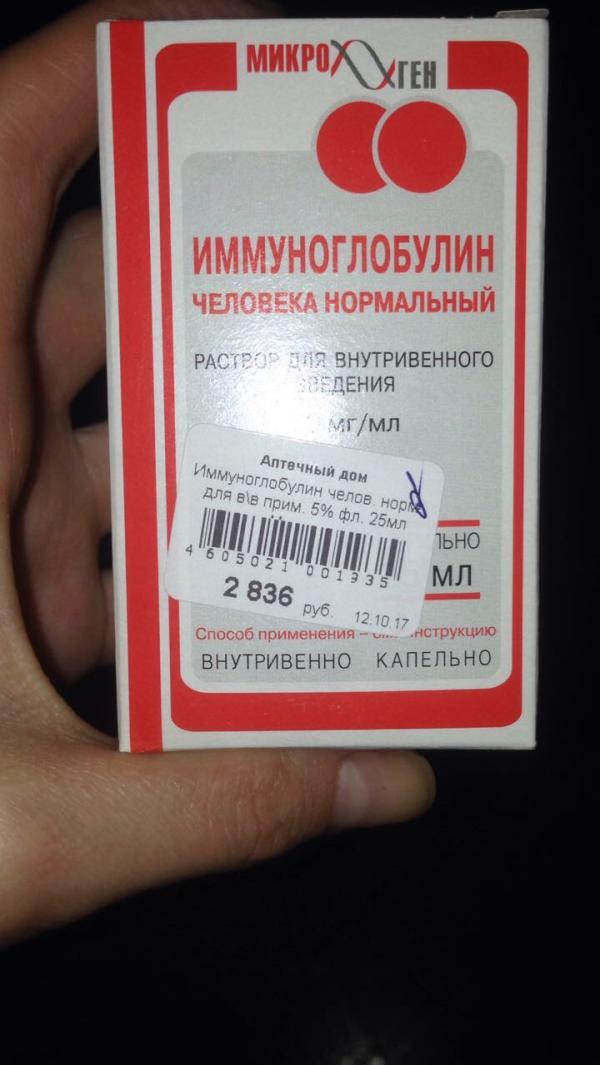 МИКРОГЕН
ИММУНОГЛОБУЛИН
ЧЕЛОВЕКА НОРМАЛЬНЫЙ
РАСТВОР ДЛЯ ВНУТРИВЕННОГО
ВВЕДЕНИЯ
мг/мл
Аптечный дом
Иммуноглобулин челов. норм
для в\в прим. 5% фл. 25мл
4 605021 001935
2 836 руб. 12.10.17
МЛ
Способ применения –
ВНУТРИВЕННО КАПЕЛЬНО